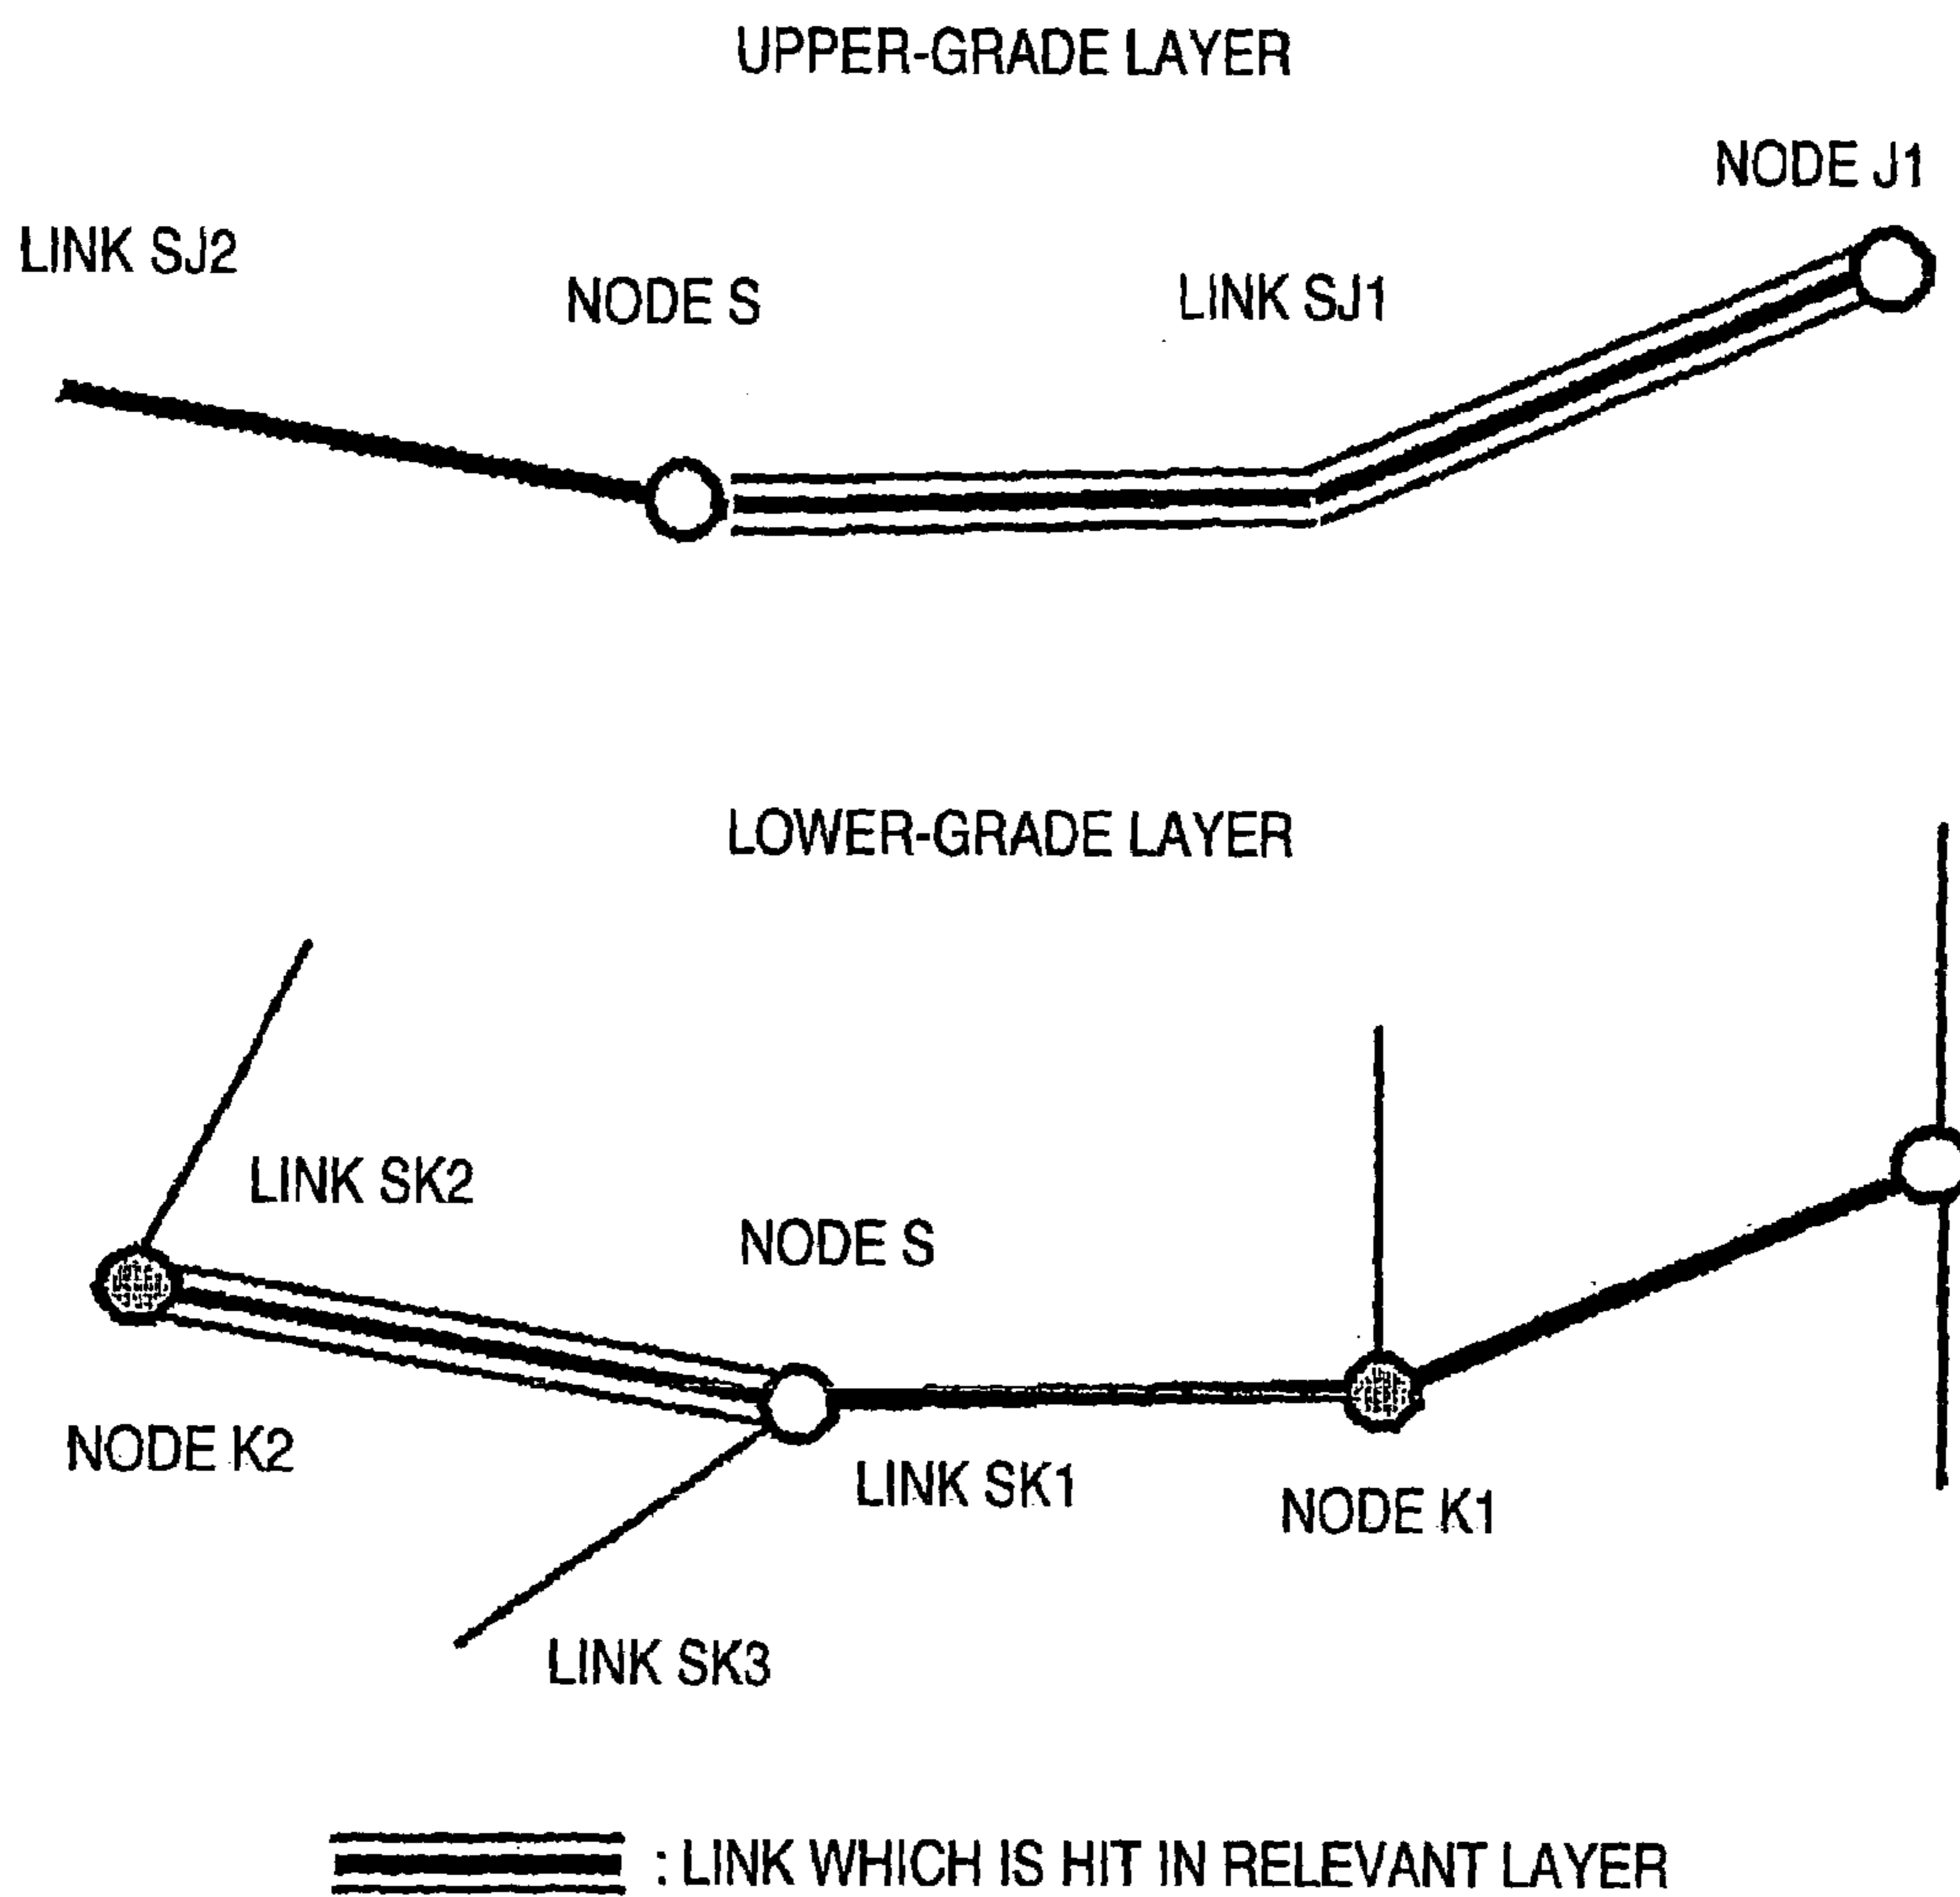 UPPER-GRADE LAYER
NODE J1
LINK SJ2
NODE S
LINK SJ1
LOWER-GRADE LAYER
LINK SK2
NODE S
NODE K2
LINK SK1
NODE K1
LINK SK3
: LINK WHICH IS HIT IN RELEVANT LAYER